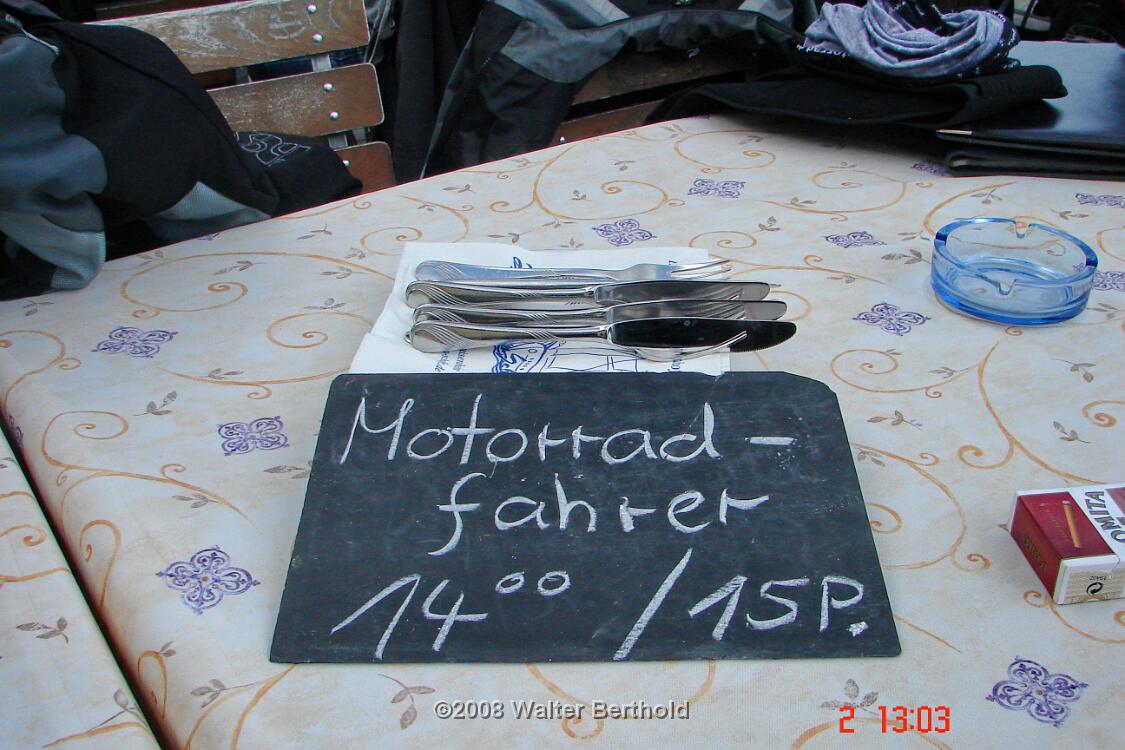 Motorrad-
fahrer
14⁰⁰ / 15P.
OMITA
©2008 Walter Berthold
2 13:03